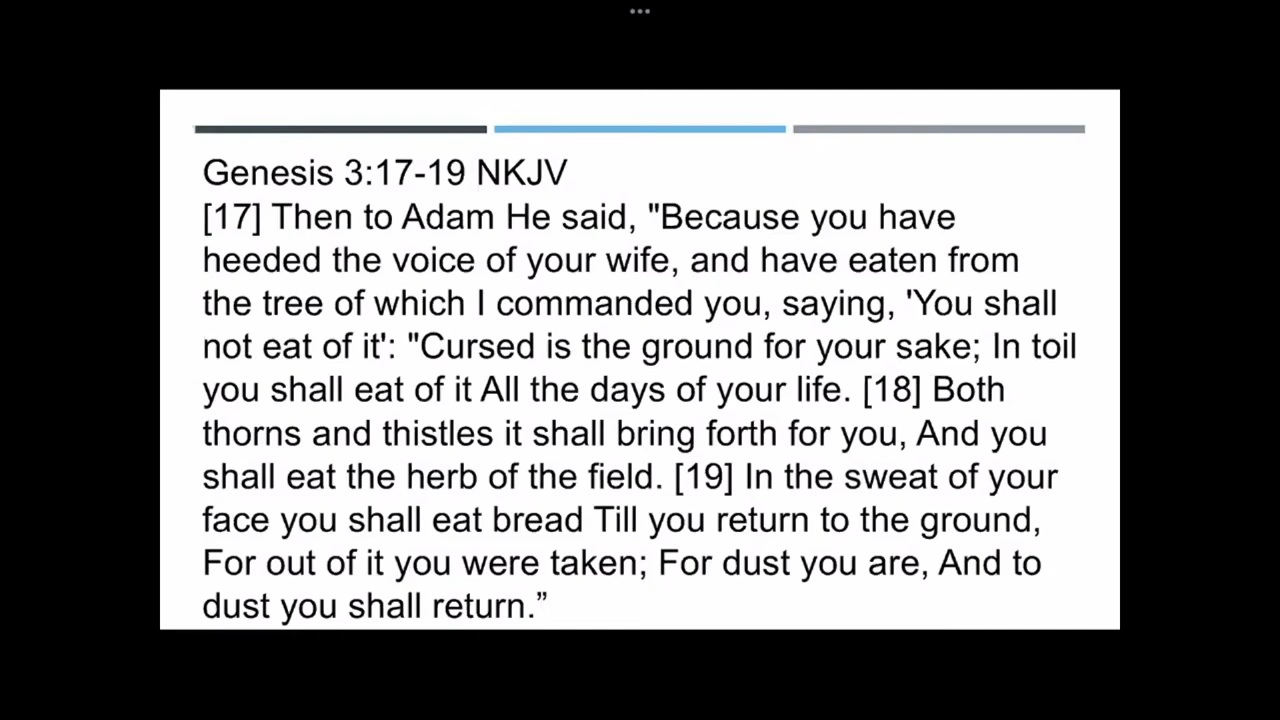 Genesis 3:17-19 NKJV
[17] Then to Adam He said, "Because you have
heeded the voice of your wife, and have eaten from
the tree of which I commanded you, saying, 'You shall
not eat of it': "Cursed is the ground for your sake; In toil
you shall eat of it All the days of your life. [18] Both
thorns and thistles it shall bring forth for you, And you
shall eat the herb of the field. [19] In the sweat of your
face you shall eat bread Till you return to the ground,
For out of it you were taken; For dust you are, And to
dust you shall return.”